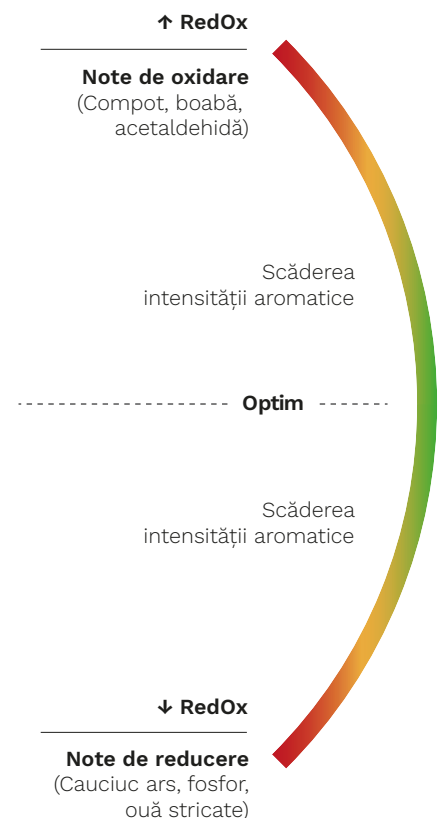 ↑ RedOx
Note de oxidare
(Compot, boabă,
acetaldehidă)
Scăderea
intensității aromatice
Optim
Scăderea
intensității aromatice
↓ RedOx
Note de reducere
(Cauciuc ars, fosfor,
ouă stricate)